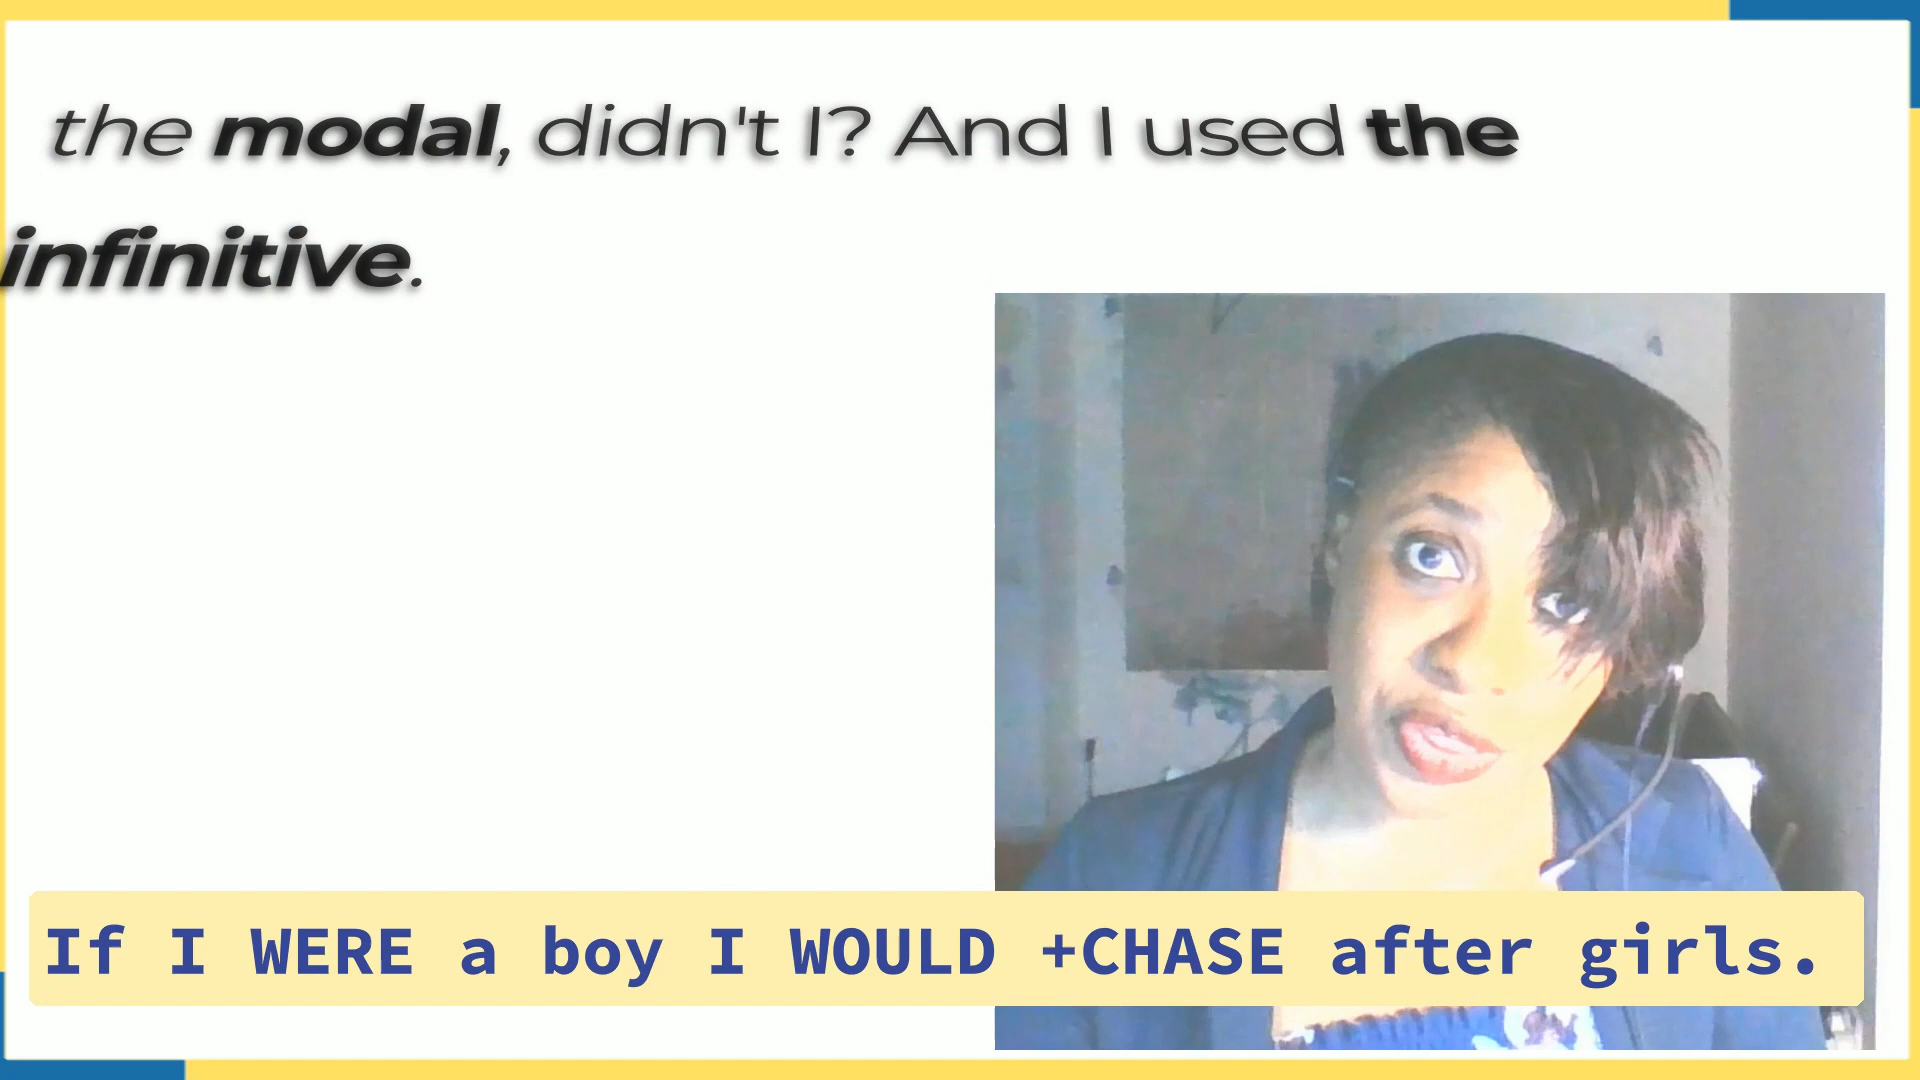 the modal, didn't I? And I used the
infinitive.
If I WERE a boy I WOULD +CHASE after girls.